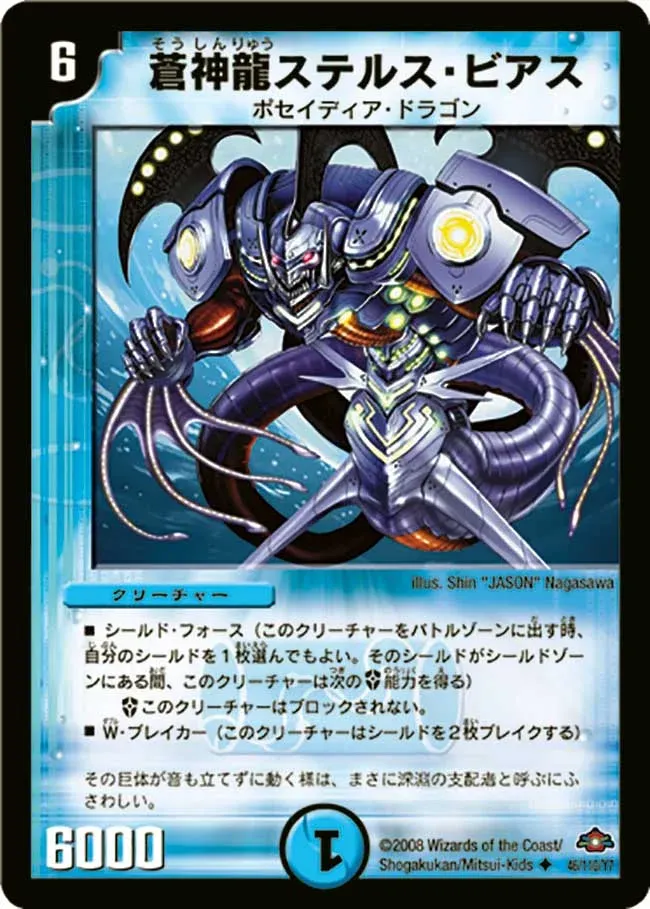 そうしんりゅう
6
蒼神龍ステルス・ビアス
ポセイディア・ドラゴン
illus. Shin "JASON" Nagasawa
クリーチャー
■ シールド・フォース（このクリーチャーをバトルゾーンに出す時、
自分のシールドを1枚選んでもよい。そのシールドがシールドゾ
ーンにある間、このクリーチャーは次の能力を得る）
このクリーチャーはブロックされない。
■ W・ブレイカー（このクリーチャーはシールドを2枚ブレイクする）
その巨体が音も立てずに動く様は、まさに深淵の支配者と呼ぶにふ
さわしい。
6000
1
©2008 Wizards of the Coast/
Shogakukan/Mitsui-Kids ◆ 46/110/Y7